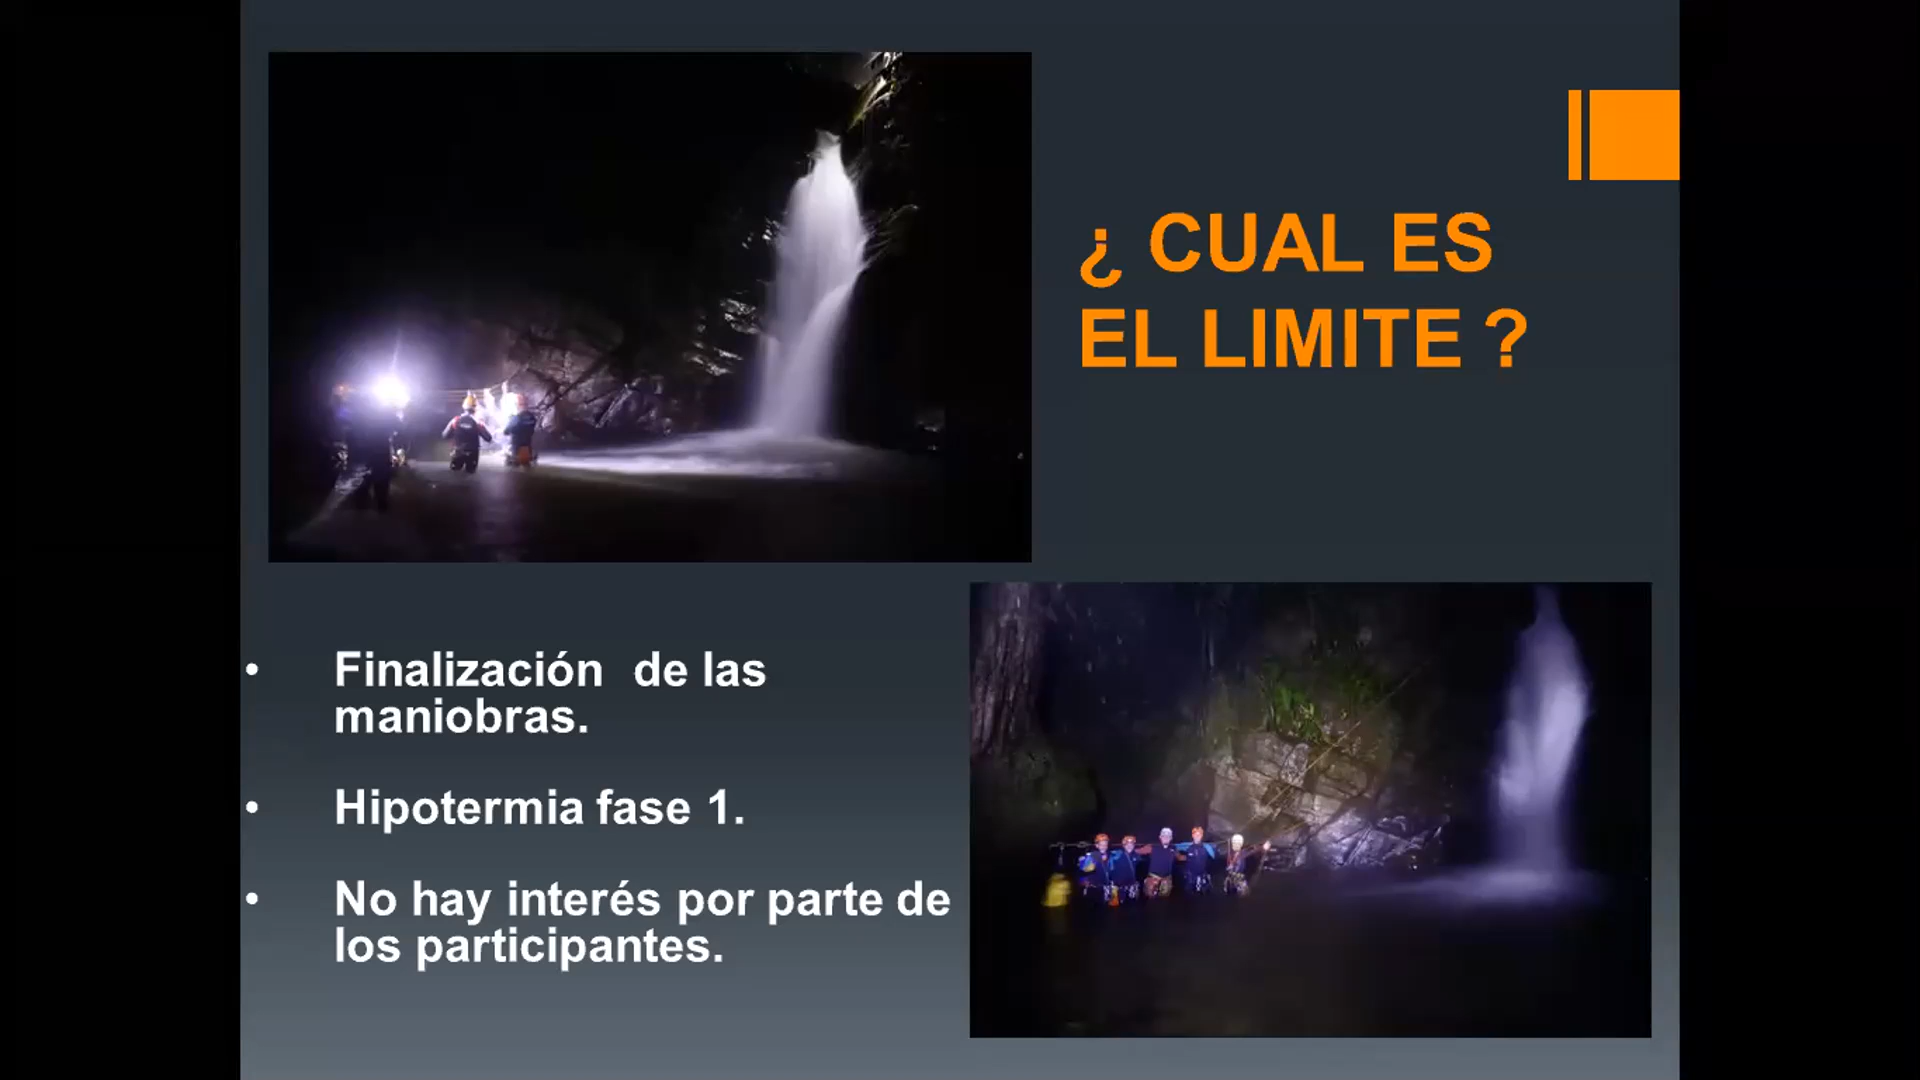 ¿ CUAL ES
EL LIMITE ?
• Finalización de las
maniobras.
• Hipotermia fase 1.
• No hay interés por parte de
los participantes.